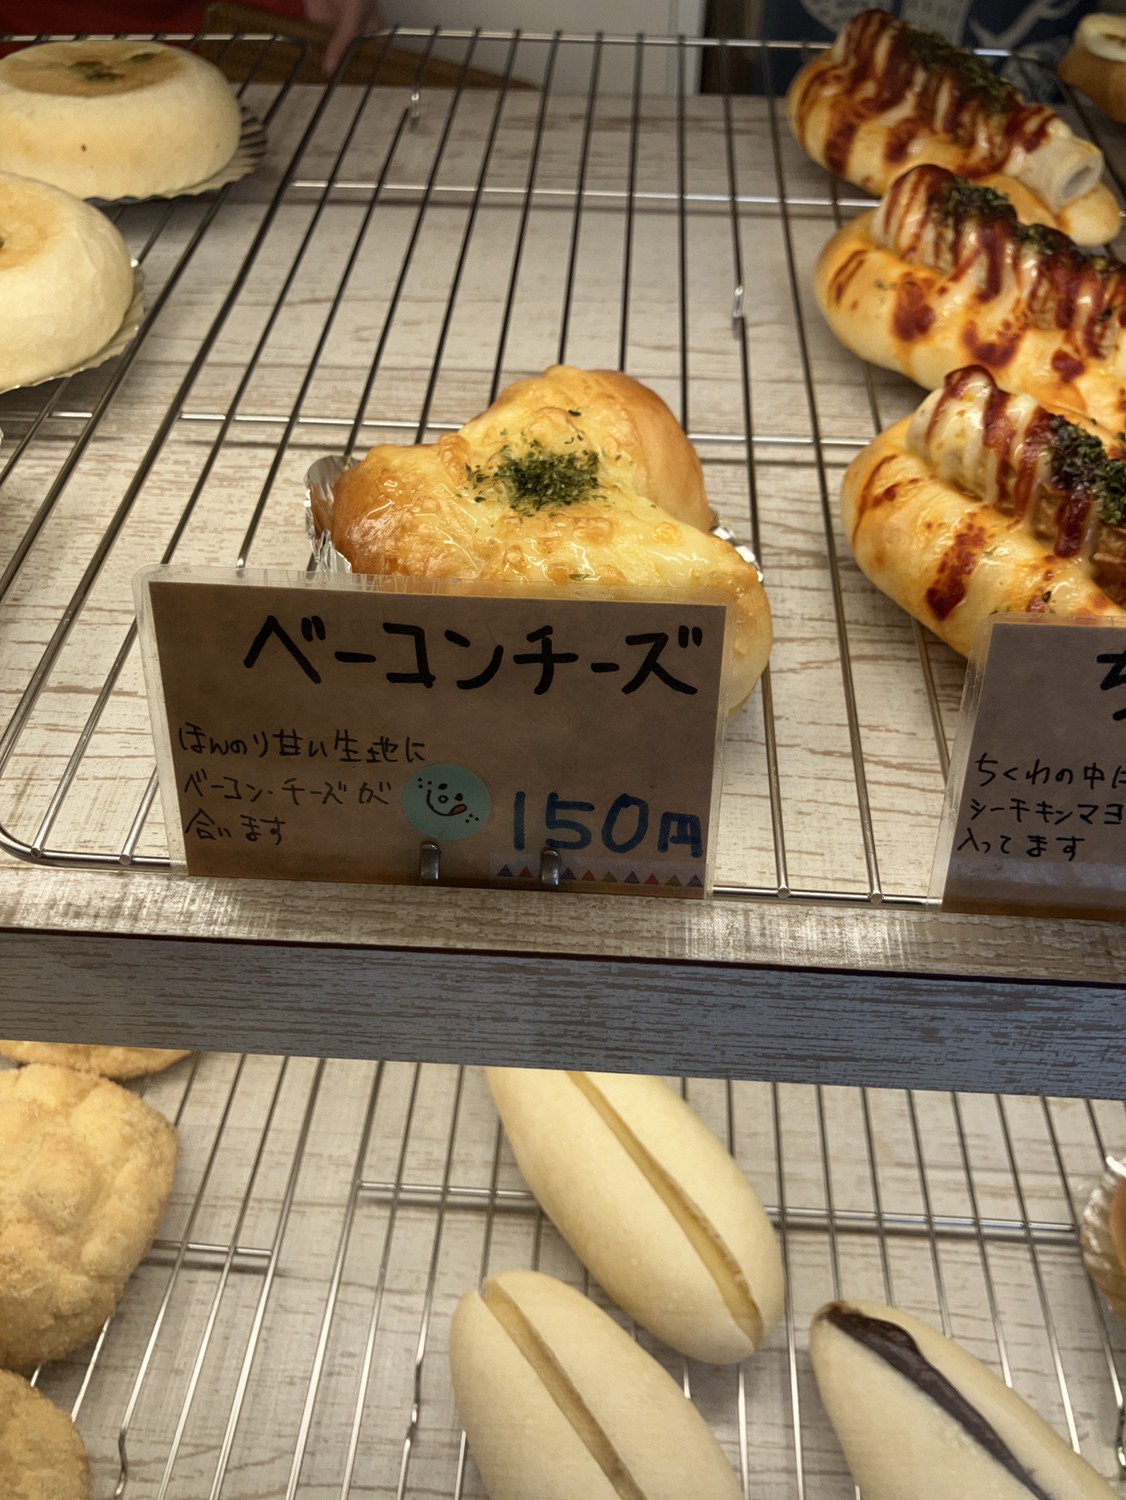 ベーコンチーズ
ほんのり甘い生地に
ベーコン・チーズが
合います
150円
ち
ちくわの中に
シーチキンマヨ
入ってます